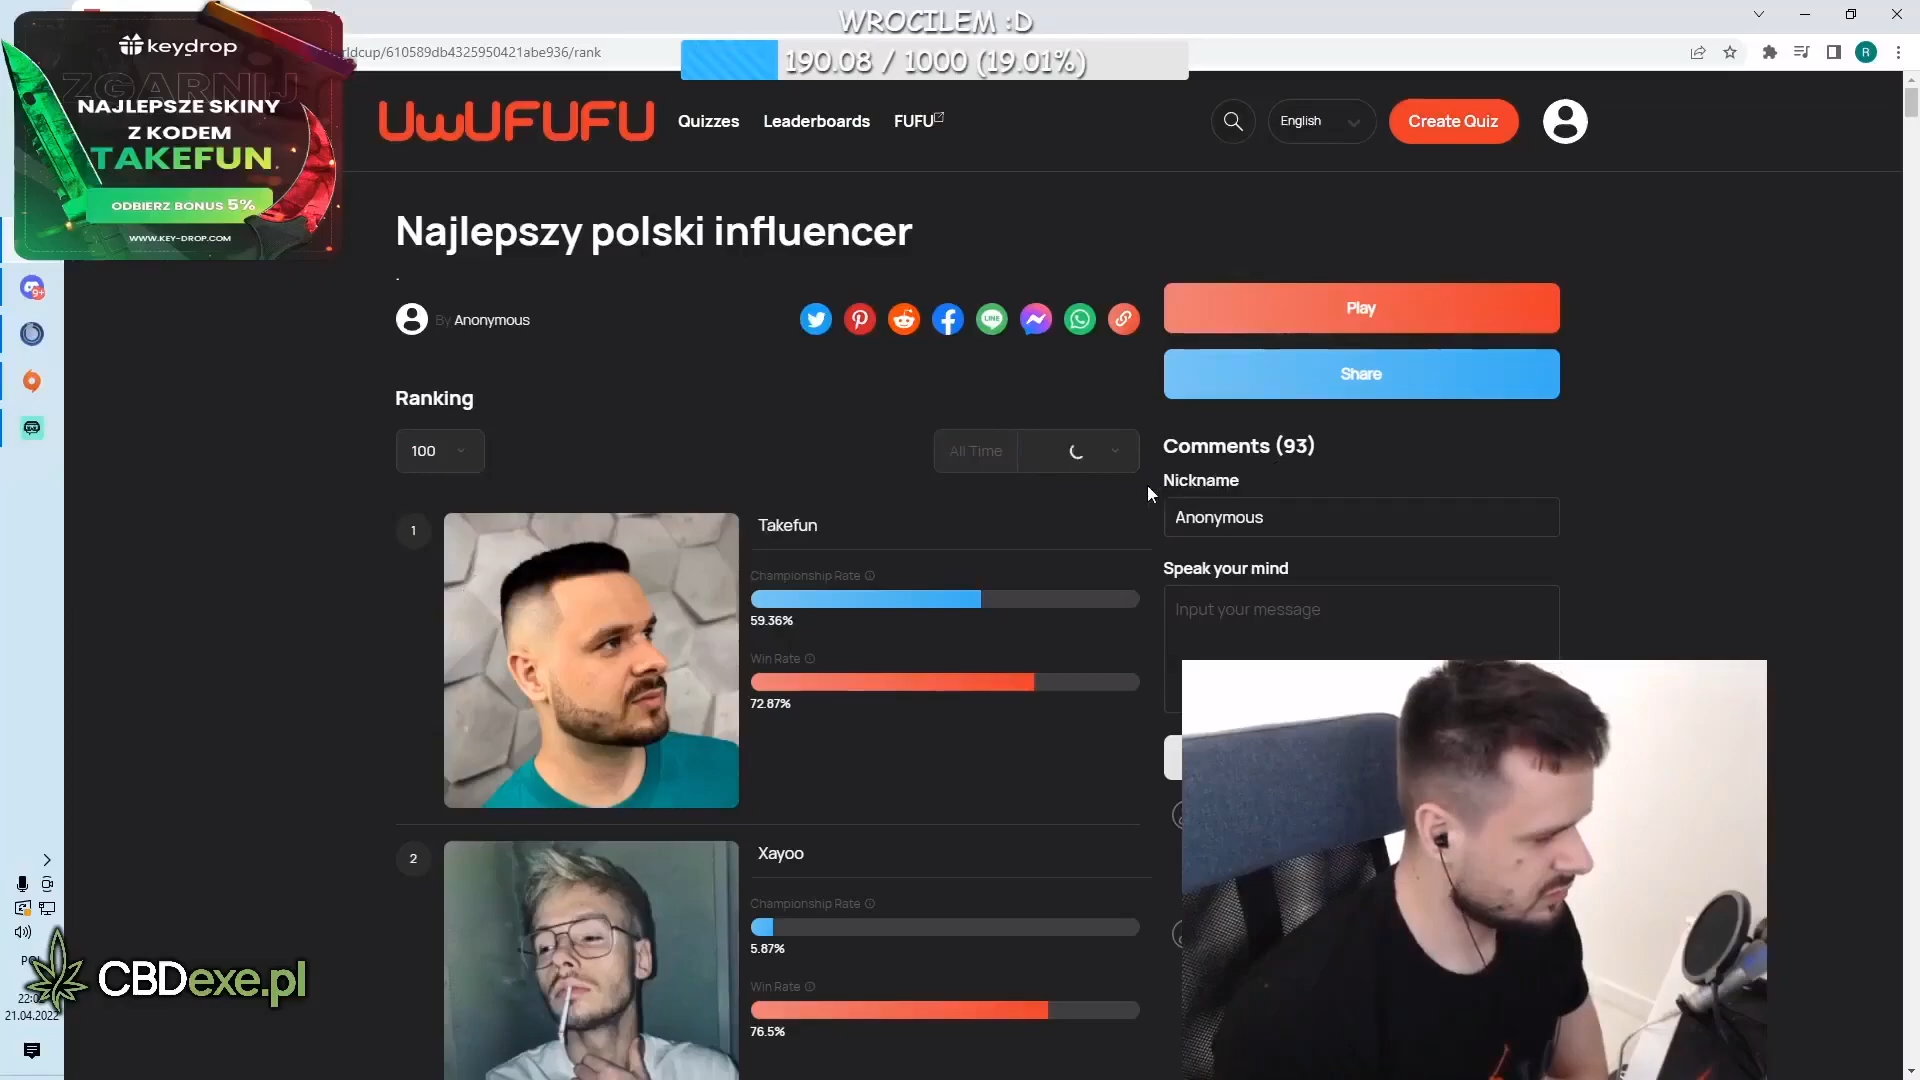 WROCILEM :D
190.08 / 1000 (19.01%)
keydrop
ZGARNIJ
NAJLEPSZE SKINY
Z KODEM
TAKEFUN
ODBIERZ BONUS 5%
WWW.KEY-DROP.COM
ldcup/610589db4325950421abe936/rank
R
UwUFUFU
Quizzes
Leaderboards
FUFU
English
Create Quiz
Najlepszy polski influencer
.
By Anonymous
LINE
Play
Share
Ranking
100
All Time
Comments (93)
Nickname
Anonymous
Speak your mind
Input your message
1
Takefun
Championship Rate
59.36%
Win Rate
72.87%
2
Xayoo
Championship Rate
5.87%
Win Rate
76.5%
9+
CBDexe.pl
21.04.2022